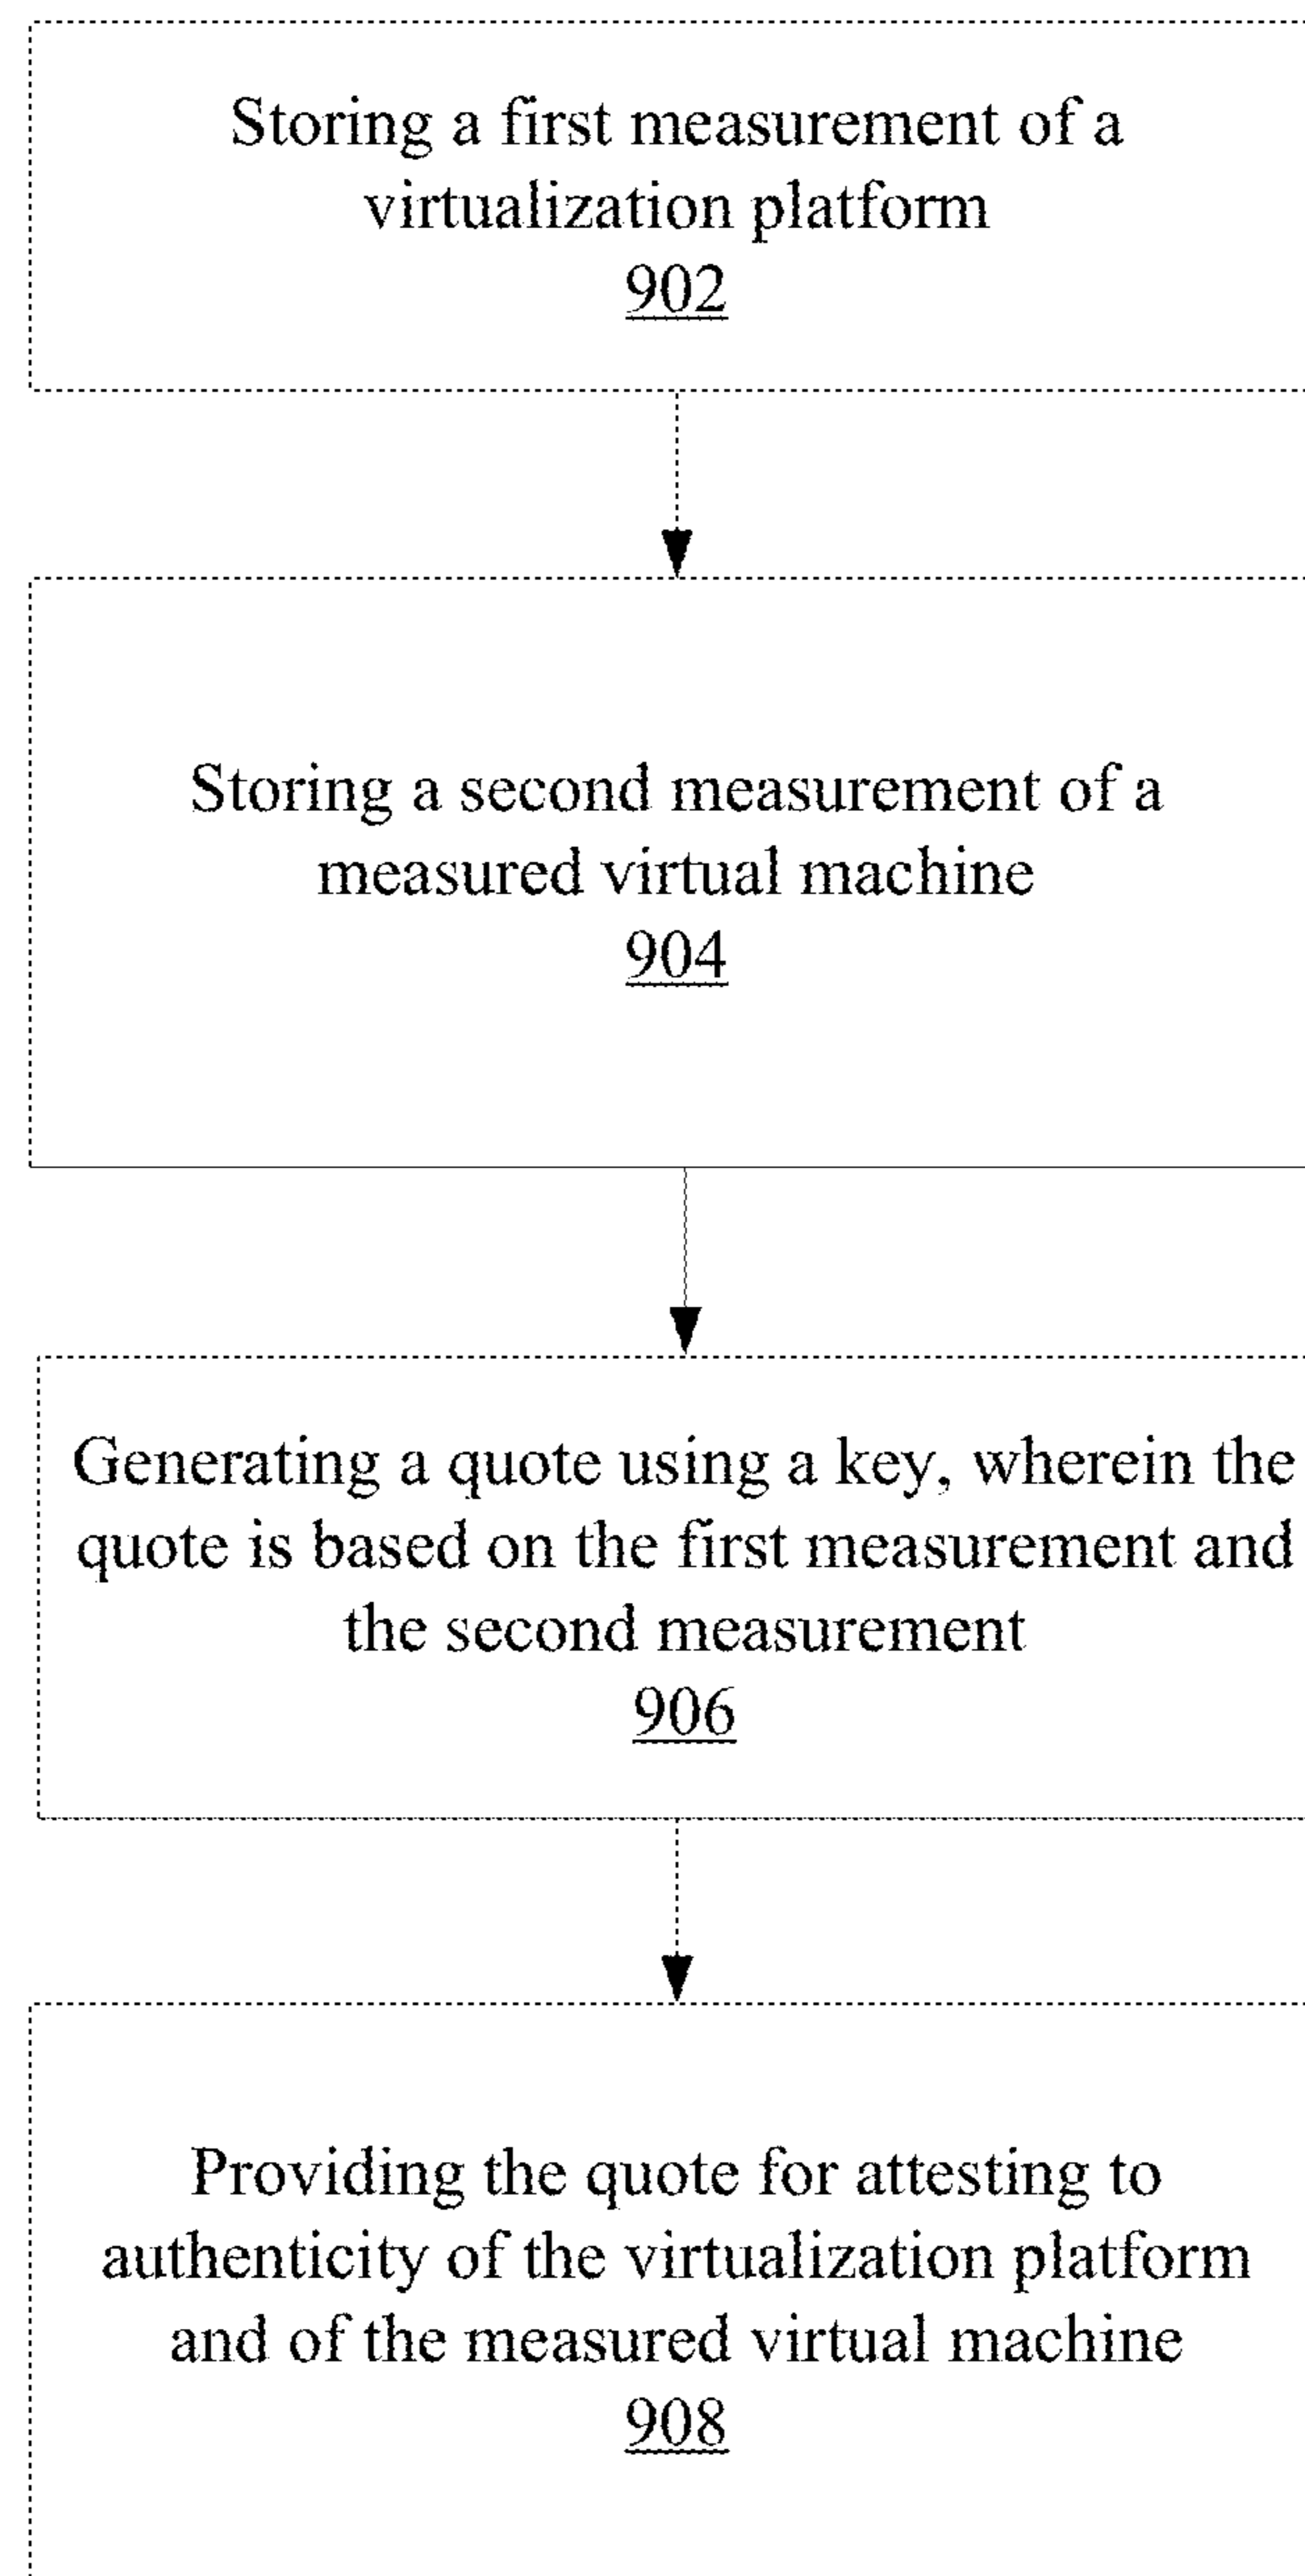 Storing a first measurement of a
virtualization platform
902
Storing a second measurement of a
measured virtual machine
904
Generating a quote using a key, wherein the
quote is based on the first measurement and
the second measurement
906
Providing the quote for attesting to
authenticity of the virtualization platform
and of the measured virtual machine
908